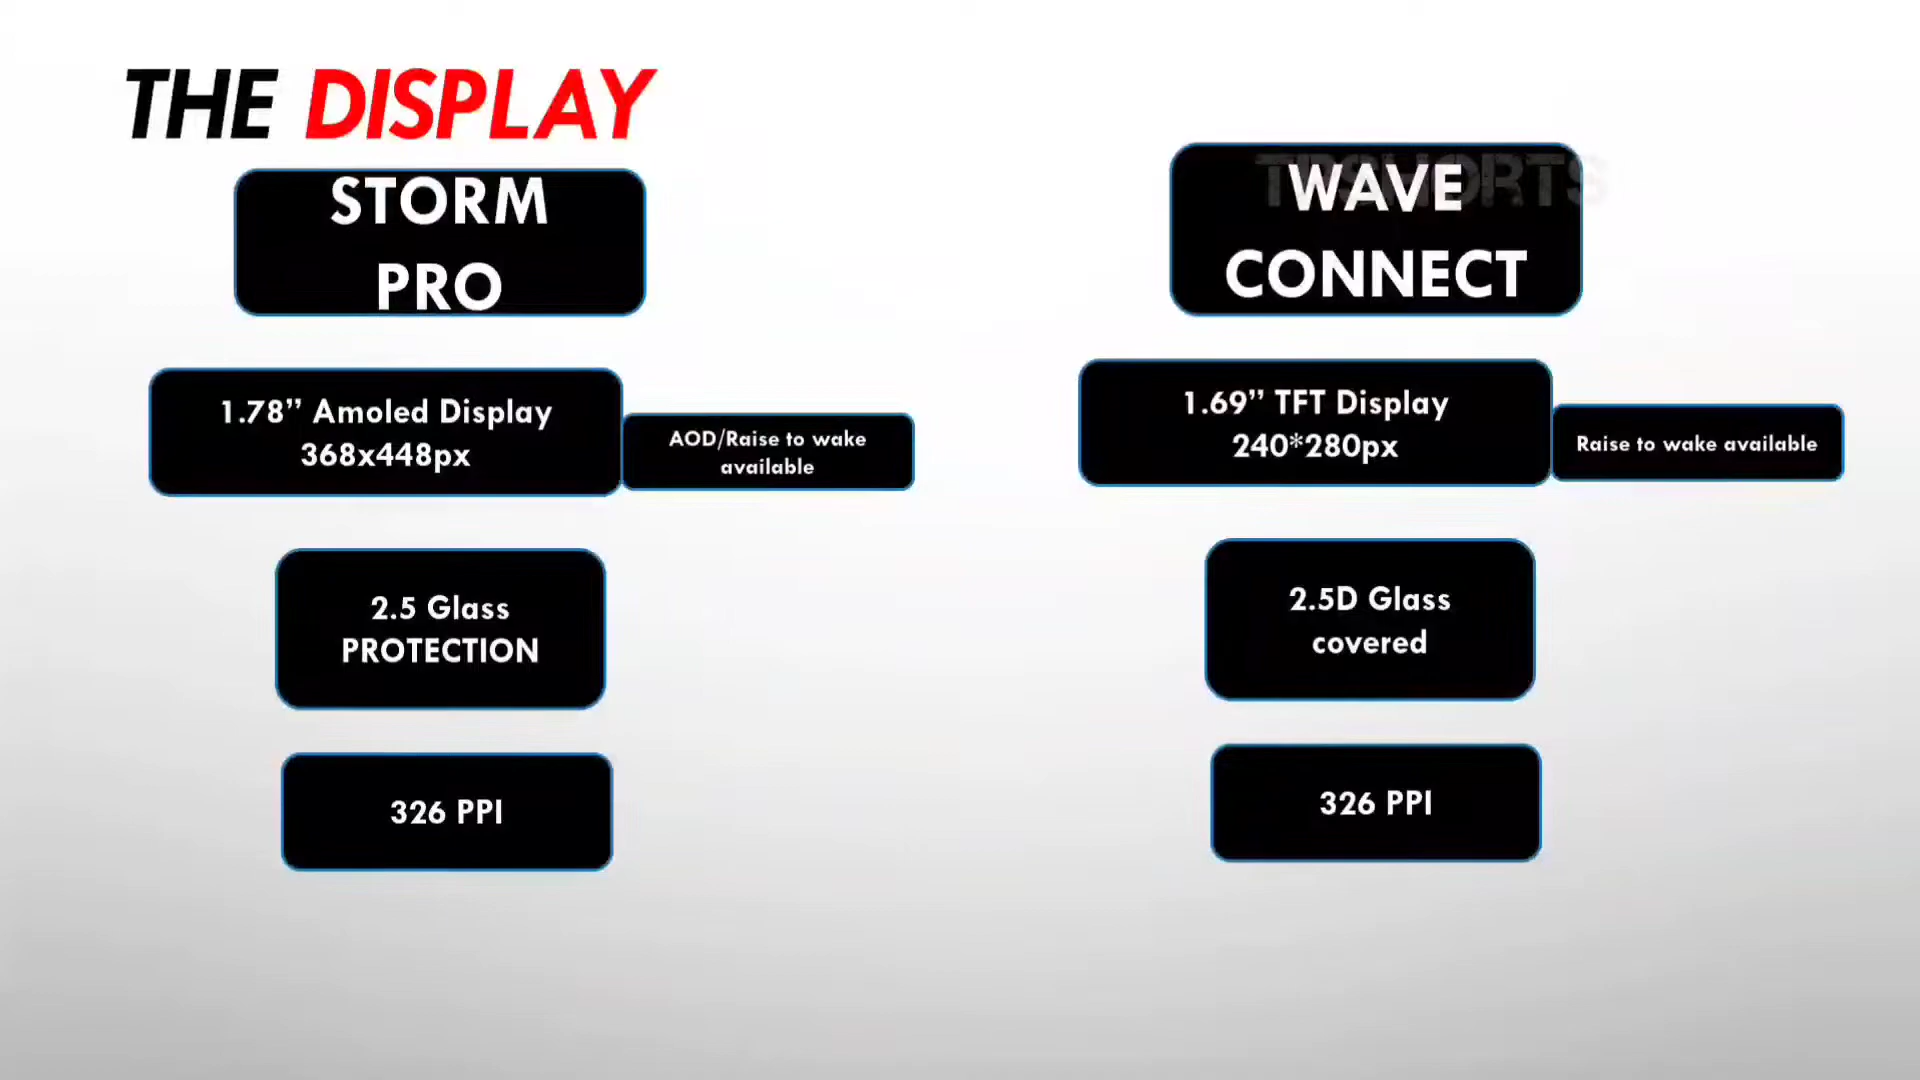 THE DISPLAY
STORM
PRO
1.78” Amoled Display
368x448px
AOD/Raise to wake
available
2.5 Glass
PROTECTION
326 PPI
TRSHORTS
WAVE
CONNECT
1.69” TFT Display
240*280px
Raise to wake available
2.5D Glass
covered
326 PPI